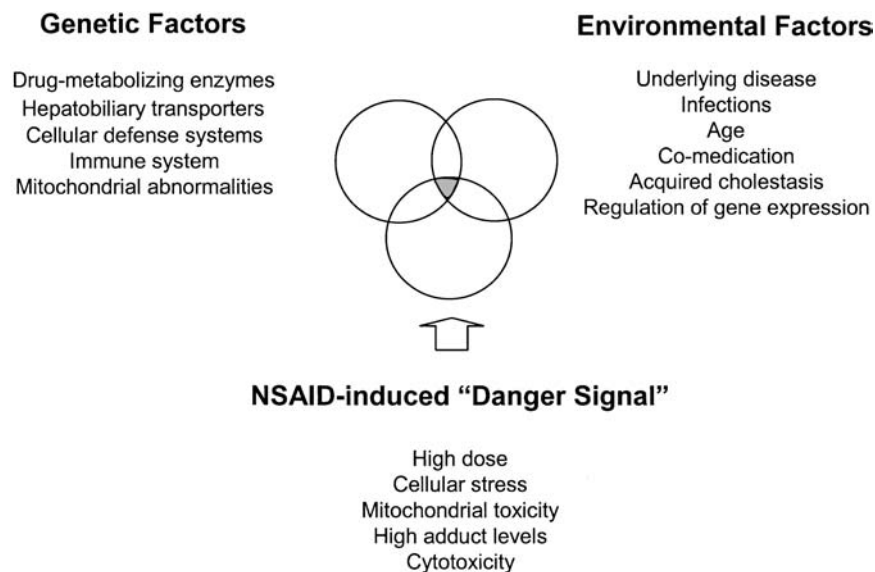 Genetic Factors
Drug-metabolizing enzymes
Hepatobiliary transporters
Cellular defense systems
Immune system
Mitochondrial abnormalities
Environmental Factors
Underlying disease
Infections
Age
Co-medication
Acquired cholestasis
Regulation of gene expression
NSAID-induced “Danger Signal”
High dose
Cellular stress
Mitochondrial toxicity
High adduct levels
Cytotoxicity